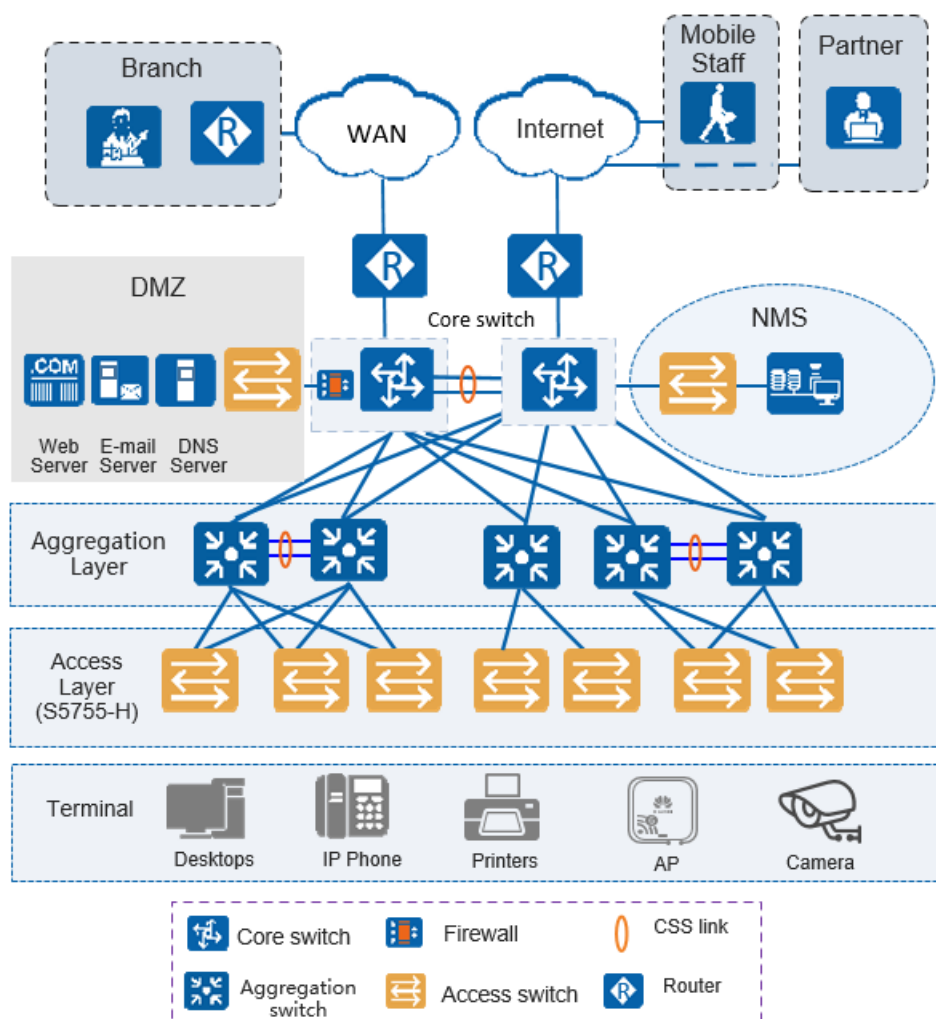 Branch
WAN
Internet
Mobile
Staff
Partner
R
R
R
DMZ
Core switch
NMS
.COM
Web
Server
E-mail
Server
DNS
Server
Aggregation
Layer
Access
Layer
(S5755-H)
Terminal
Desktops
IP Phone
Printers
AP
Camera
Core switch
Firewall
CSS link
Aggregation
switch
Access switch
R
Router